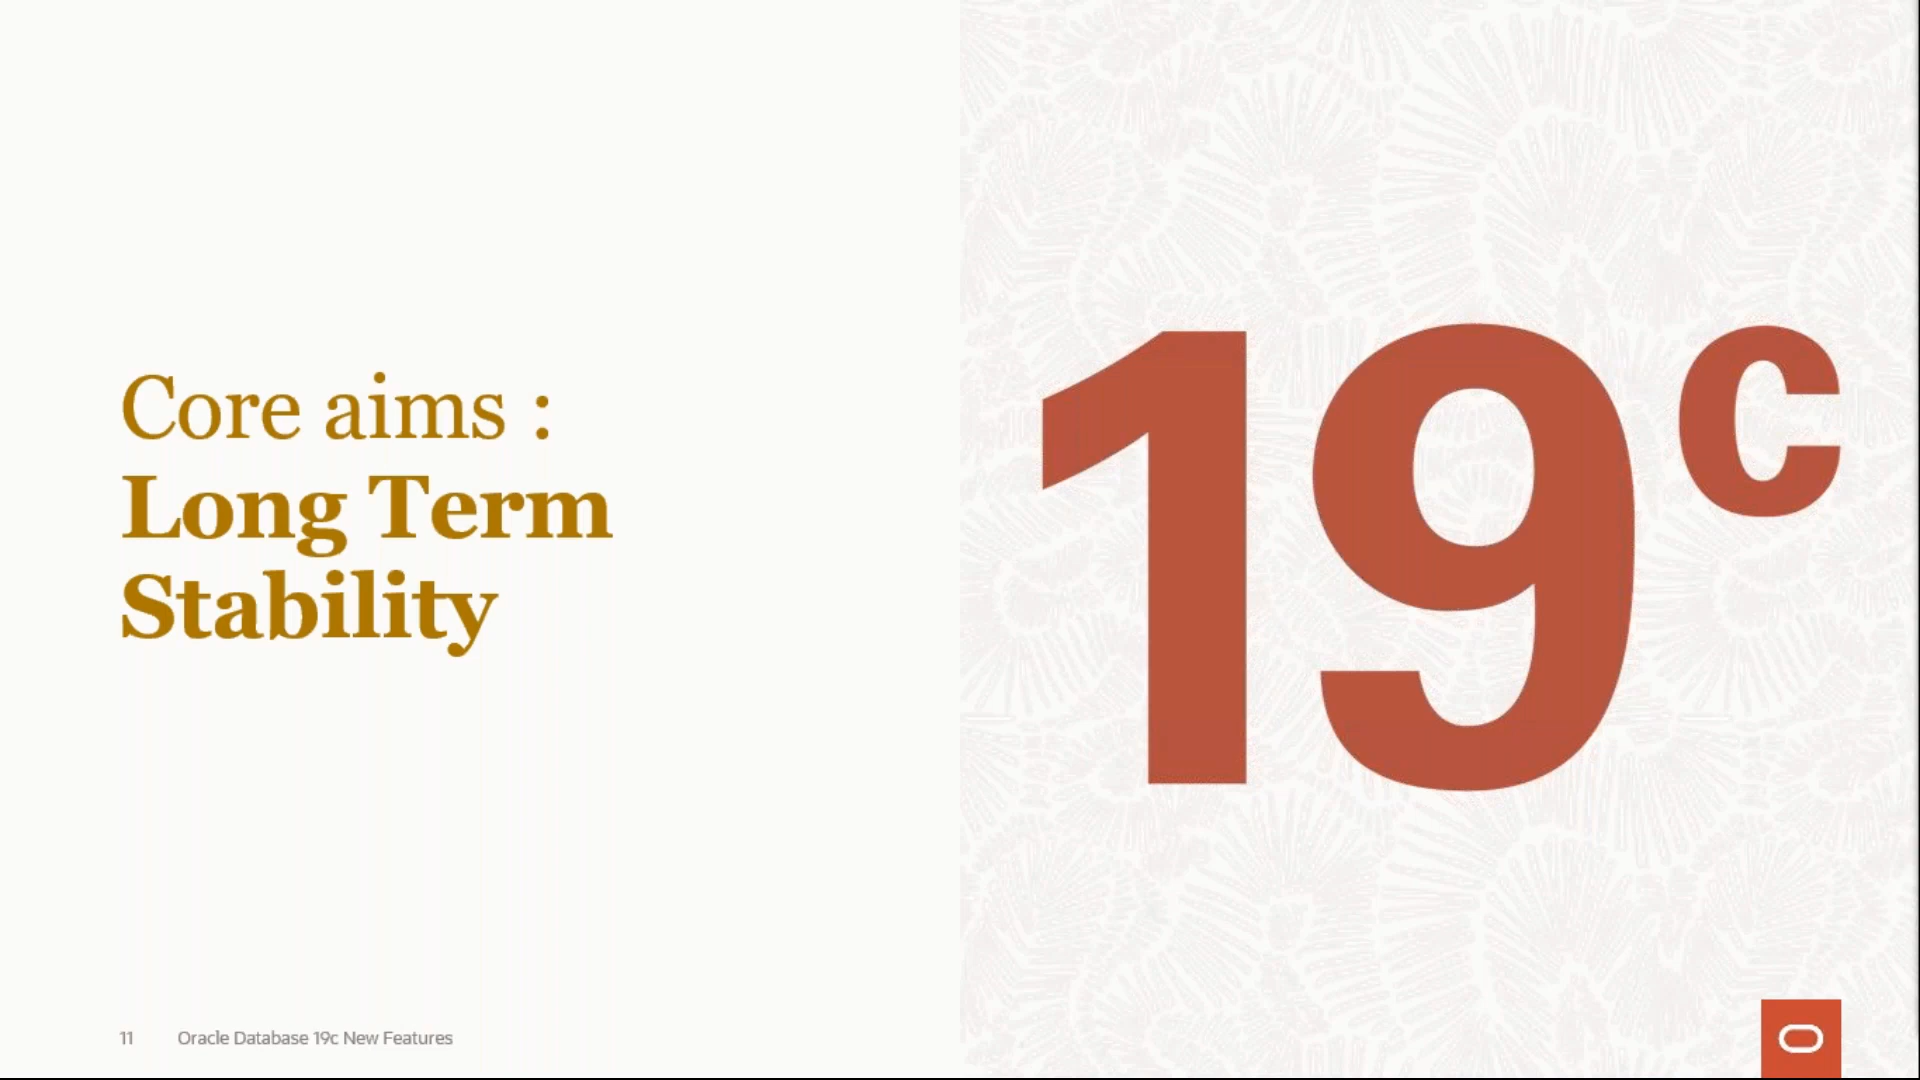 Core aims :
Long Term
Stability
19c
11 Oracle Database 19c New Features